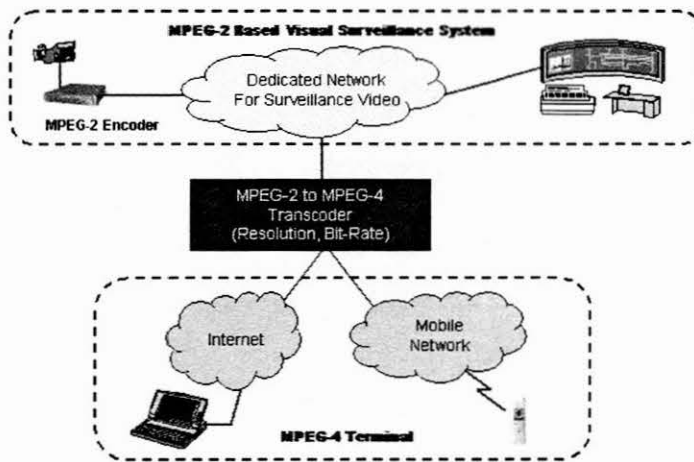 MPEG-2 Based Visual Surveillance System
Dedicated Network
For Surveillance Video
MPEG-2 Encoder
MPEG-2 to MPEG-4
Transcoder
(Resolution, Bit-Rate)
Internet
Mobile
Network
MPEG-4 Terminal